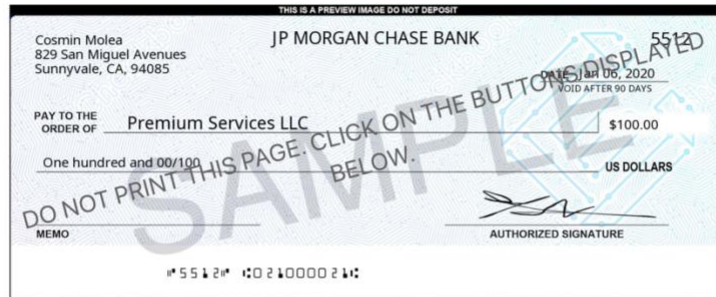 THIS IS A PREVIEW IMAGE DO NOT DEPOSIT
Cosmin Molea
829 San Miguel Avenues
Sunnyvale, CA, 94085
JP MORGAN CHASE BANK
5512
DATE Jan 06, 2020
VOID AFTER 90 DAYS
PAY TO THE
ORDER OF Premium Services LLC $100.00
One hundred and 00/100 US DOLLARS
SAMPLE
DO NOT PRINT THIS PAGE. CLICK ON THE BUTTONS DISPLAYED
BELOW.
MEMO AUTHORIZED SIGNATURE
⑈5512⑈ ⑆021000021⑆